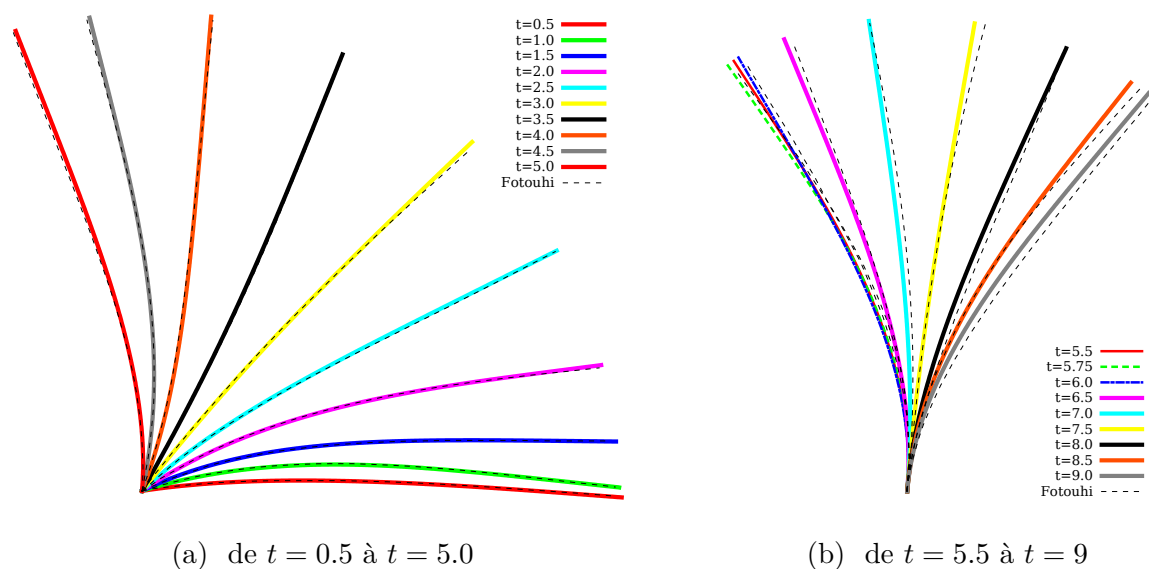 t=0.5
t=1.0
t=1.5
t=2.0
t=2.5
t=3.0
t=3.5
t=4.0
t=4.5
t=5.0
Fotouhi
(a) de t = 0.5 à t = 5.0
t=5.5
t=5.75
t=6.0
t=6.5
t=7.0
t=7.5
t=8.0
t=8.5
t=9.0
Fotouhi
(b) de t = 5.5 à t = 9